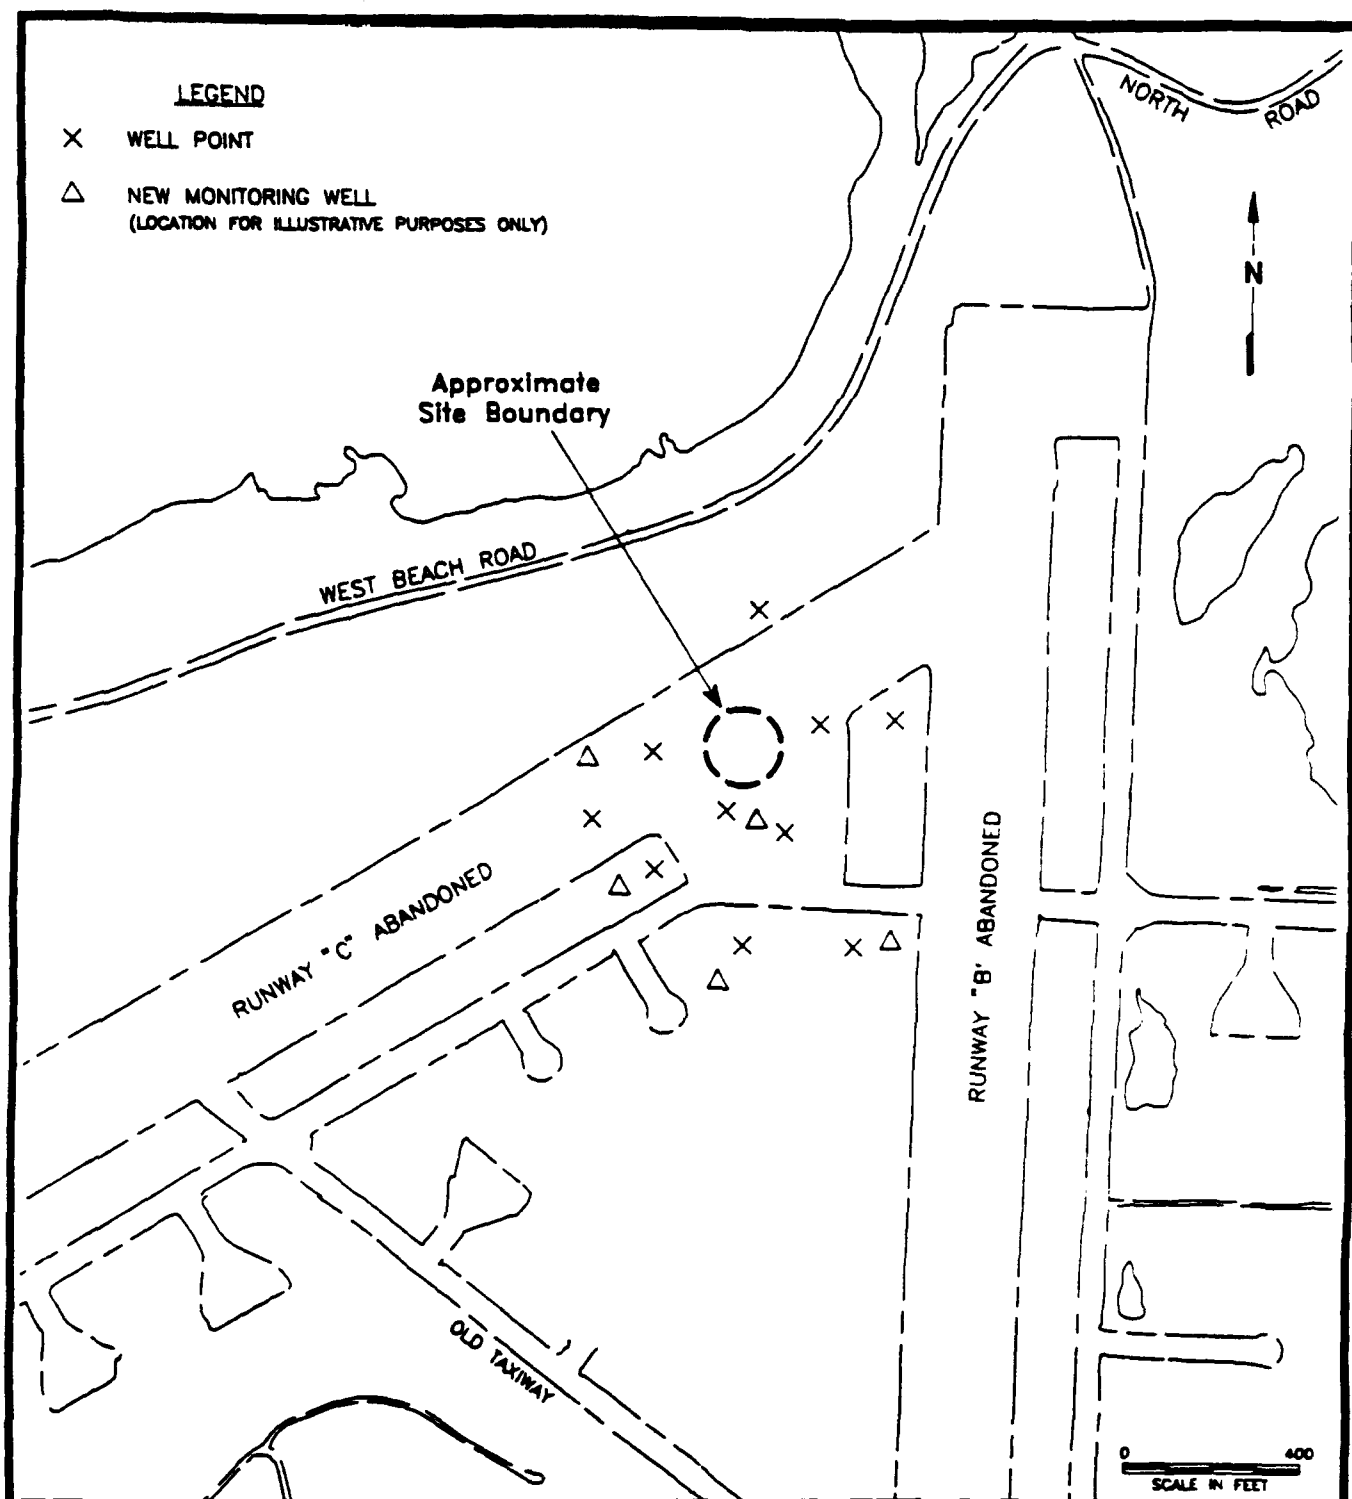 LEGEND
X WELL POINT
△ NEW MONITORING WELL
(LOCATION FOR ILLUSTRATIVE PURPOSES ONLY)
NORTH ROAD
N
Approximate
Site Boundary
WEST BEACH ROAD
RUNWAY "C" ABANDONED
RUNWAY "B' ABANDONED
OLD TAXIWAY
0 400
SCALE IN FEET